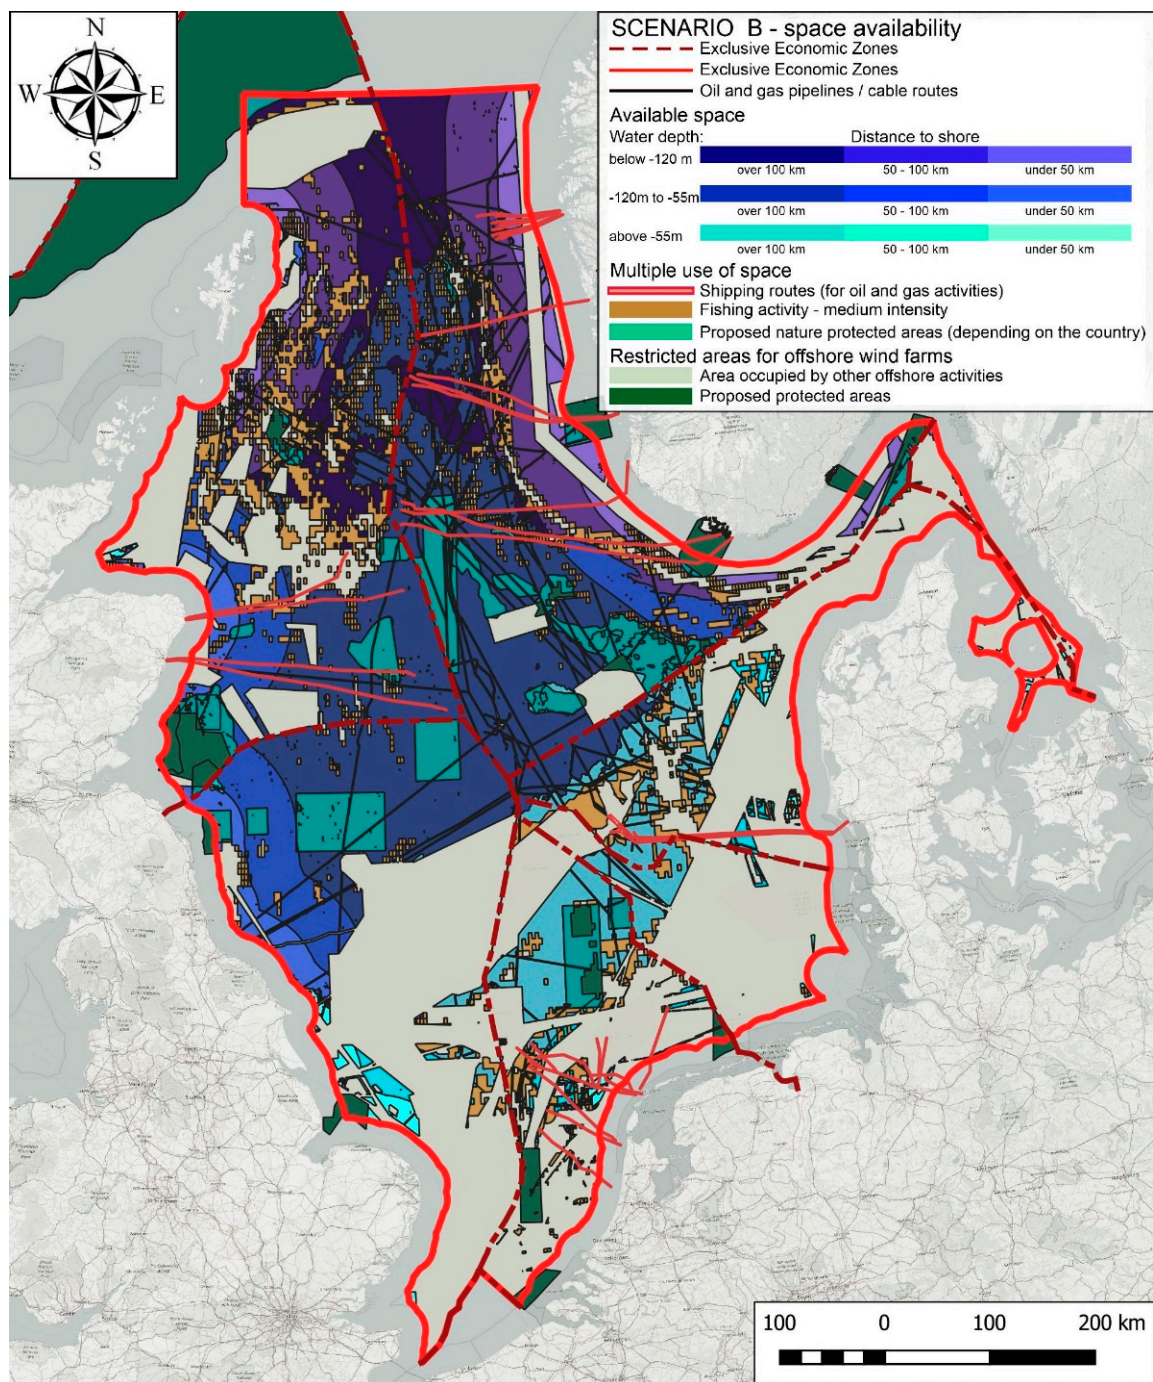 N
W E
S
SCENARIO B - space availability
Exclusive Economic Zones
Exclusive Economic Zones
Oil and gas pipelines / cable routes
Available space
Water depth: Distance to shore
below -120 m
over 100 km 50 - 100 km under 50 km
-120m to -55m
over 100 km 50 - 100 km under 50 km
above -55m
over 100 km 50 - 100 km under 50 km
Multiple use of space
Shipping routes (for oil and gas activities)
Fishing activity - medium intensity
Proposed nature protected areas (depending on the country)
Restricted areas for offshore wind farms
Area occupied by other offshore activities
Proposed protected areas
100 0 100 200 km